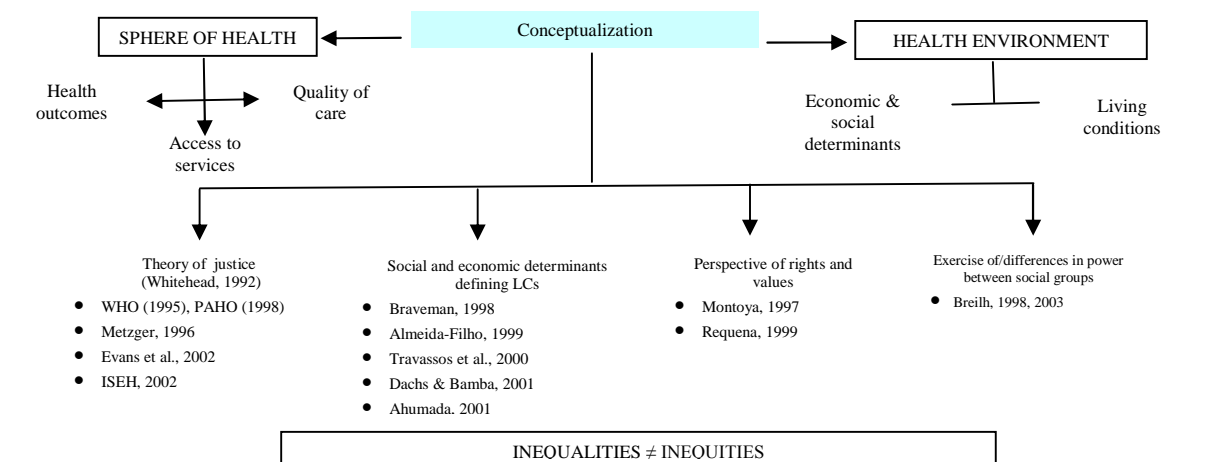 Conceptualization
SPHERE OF HEALTH
HEALTH ENVIRONMENT
Health
outcomes
Quality of
care
Access to
services
Economic &
social
determinants
Living
conditions
Theory of justice
(Whitehead, 1992)
• WHO (1995), PAHO (1998)
• Metzger, 1996
• Evans et al., 2002
• ISEH, 2002
Social and economic determinants
defining LCs
• Braveman, 1998
• Almeida-Filho, 1999
• Travassos et al., 2000
• Dachs & Bamba, 2001
• Ahumada, 2001
Perspective of rights and
values
• Montoya, 1997
• Requena, 1999
Exercise of/differences in power
between social groups
• Breilh, 1998, 2003
INEQUALITIES ≠ INEQUITIES